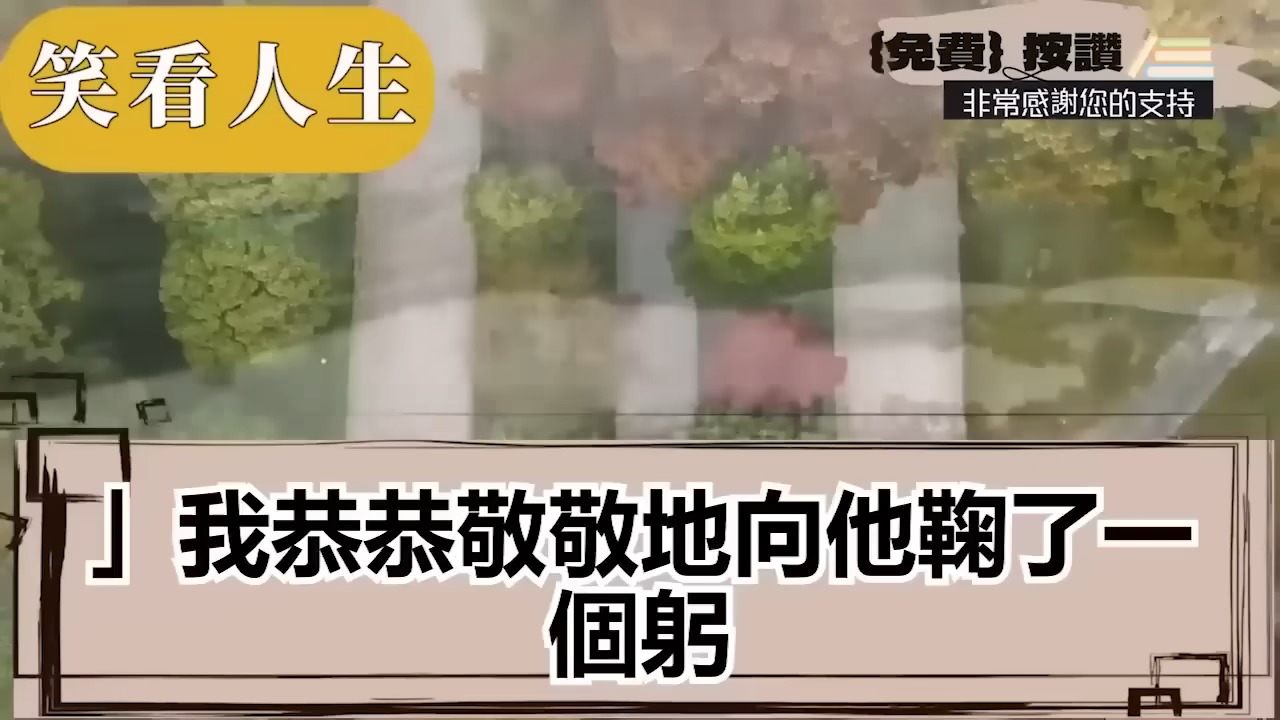 笑看人生
{免費} 按讚
非常感謝您的支持
」我恭恭敬敬地向他鞠了一
個躬